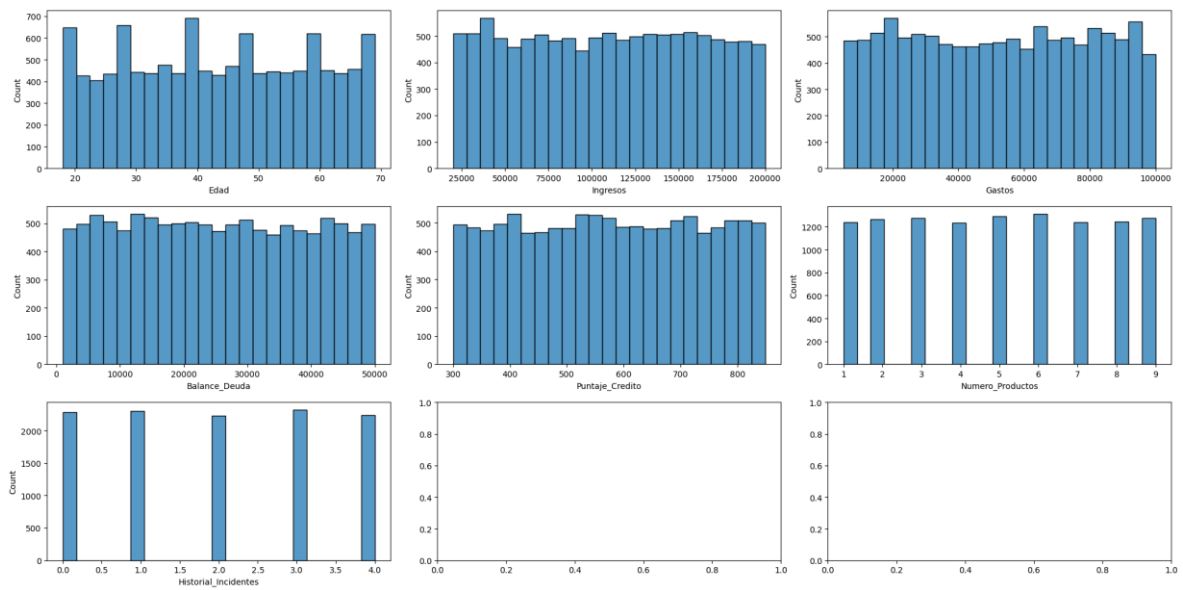 Count
700
600
500
400
300
200
100
0
20 30 40 50 60 70
Edad
Count
500
400
300
200
100
0
25000 50000 75000 100000 125000 150000 175000 200000
Ingresos
Count
500
400
300
200
100
0
20000 40000 60000 80000 100000
Gastos
Count
500
400
300
200
100
0
0 10000 20000 30000 40000 50000
Balance_Deuda
Count
500
400
300
200
100
0
300 400 500 600 700 800
Puntaje_Credito
Count
1200
1000
800
600
400
200
0
1 2 3 4 5 6 7 8 9
Numero_Productos
Count
2000
1500
1000
500
0
0.0 0.5 1.0 1.5 2.0 2.5 3.0 3.5 4.0
Historial_Incidentes
1.0
0.8
0.6
0.4
0.2
0.0
0.0 0.2 0.4 0.6 0.8 1.0
1.0
0.8
0.6
0.4
0.2
0.0
0.0 0.2 0.4 0.6 0.8 1.0